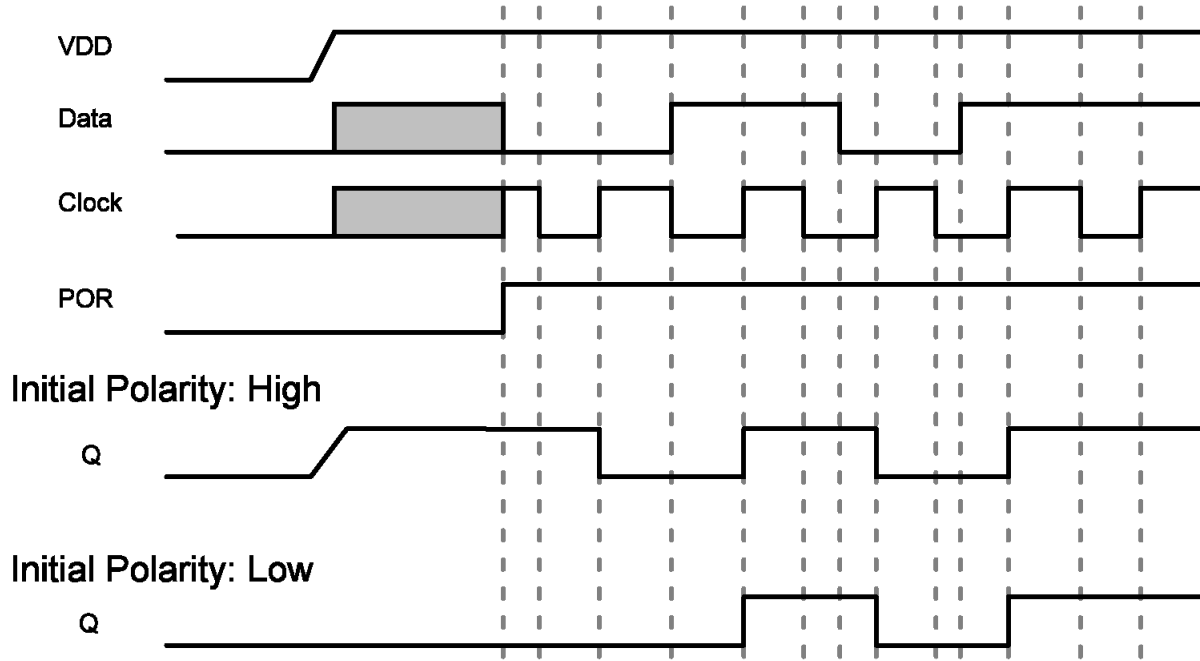 VDD
Data
Clock
POR
Initial Polarity: High
Q
Initial Polarity: Low
Q